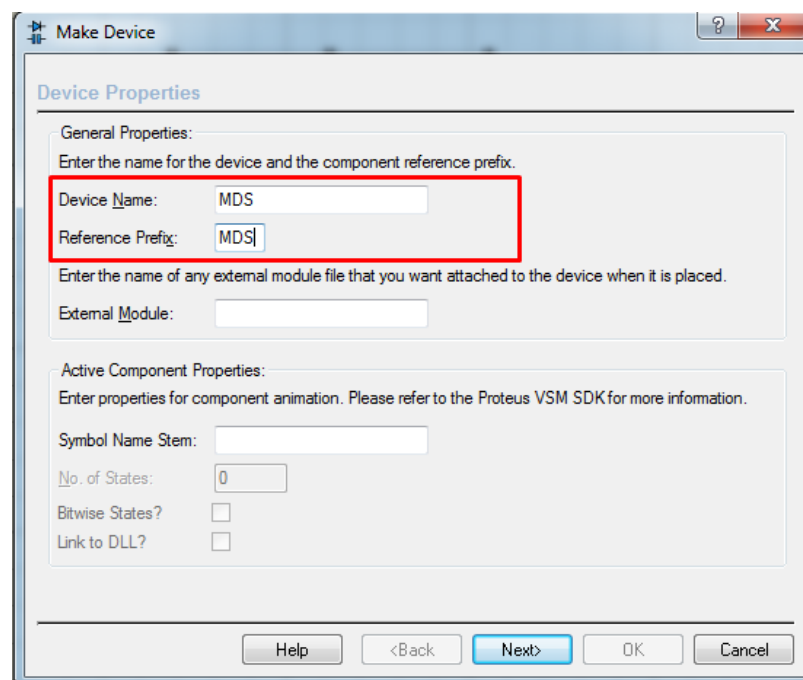 Make Device
?
X
Device Properties
General Properties:
Enter the name for the device and the component reference prefix.
Device Name: MDS
Reference Prefix: MDS
Enter the name of any external module file that you want attached to the device when it is placed.
External Module:
Active Component Properties:
Enter properties for component animation. Please refer to the Proteus VSM SDK for more information.
Symbol Name Stem:
No. of States: 0
Bitwise States?
Link to DLL?
Help <Back Next> OK Cancel